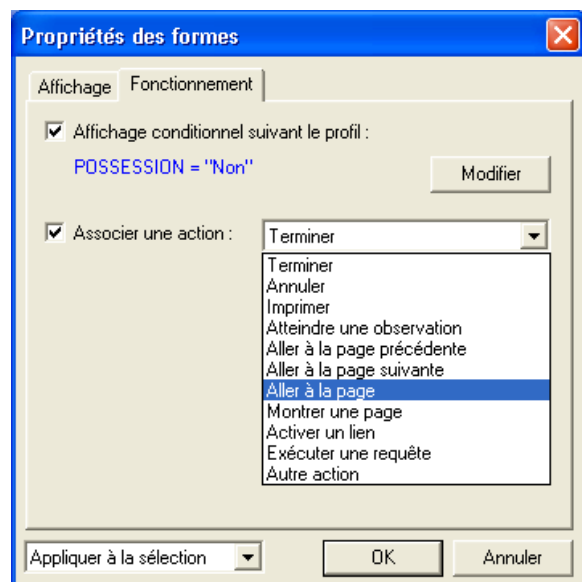 Propriétés des formes
Affichage Fonctionnement
Affichage conditionnel suivant le profil :
POSSESSION = "Non"
Modifier
Associer une action : Terminer
Terminer
Annuler
Imprimer
Atteindre une observation
Aller à la page précédente
Aller à la page suivante
Aller à la page
Montrer une page
Activer un lien
Exécuter une requête
Autre action
Appliquer à la sélection OK Annuler